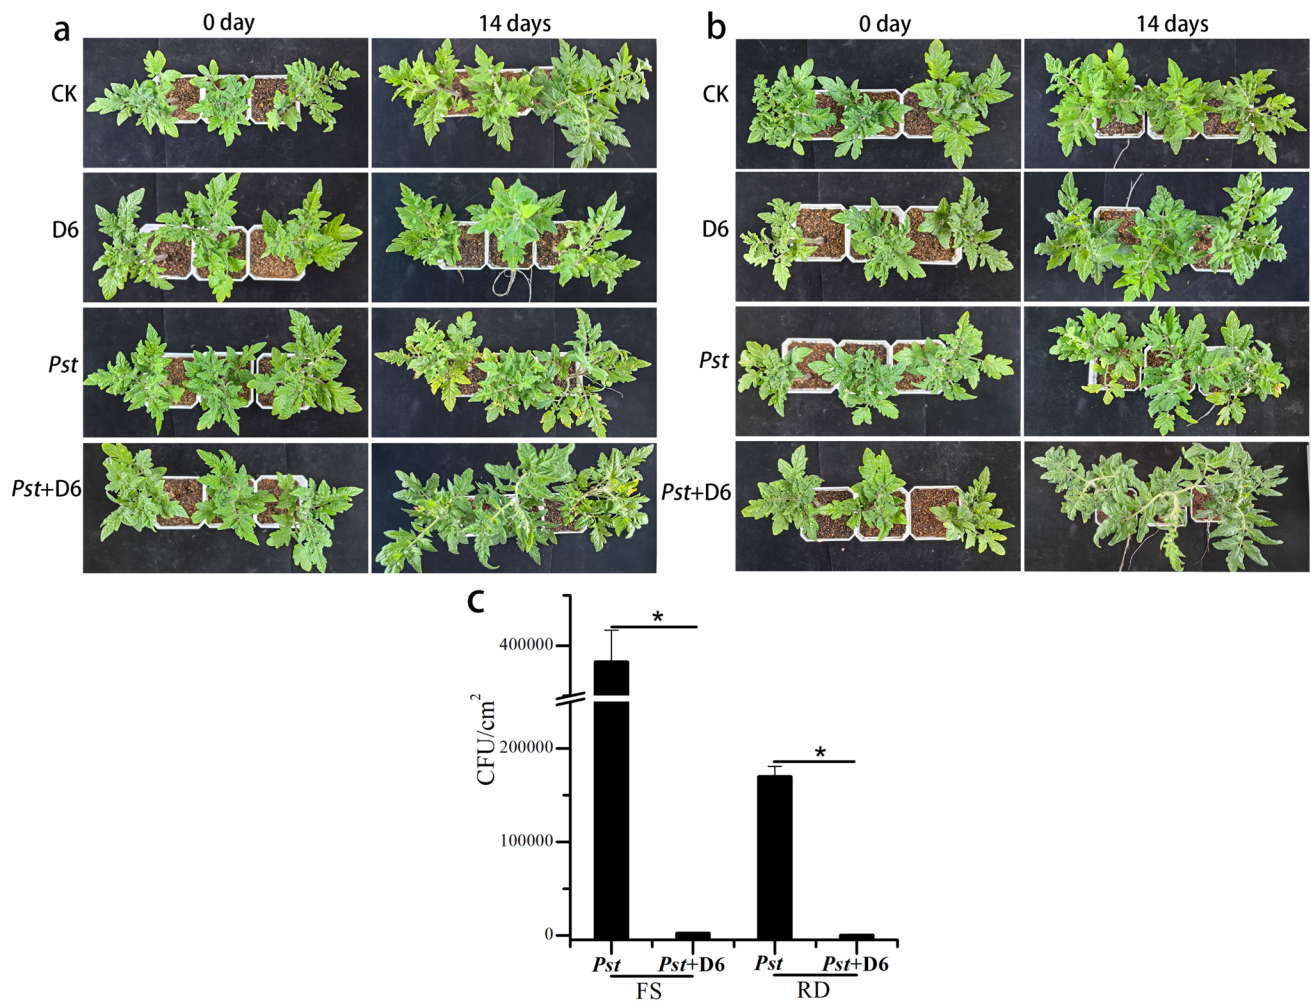 a
0 day
14 days
CK
D6
Pst
Pst+D6
b
0 day
14 days
CK
D6
Pst
Pst+D6
c
CFU/cm²
400000
200000
100000
0
*
*
Pst
Pst+D6
Pst
Pst+D6
FS
RD